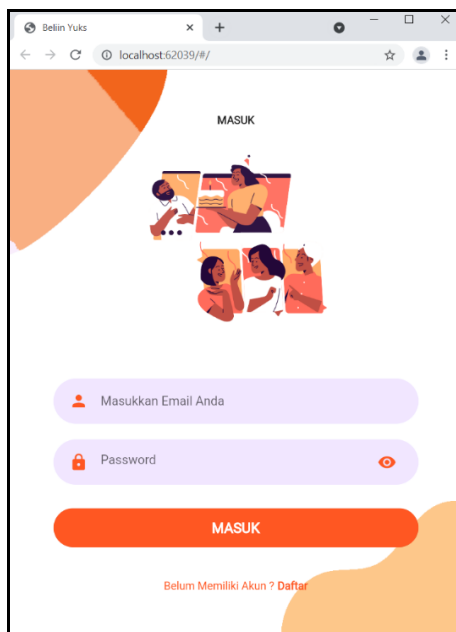 Beliin Yuks
localhost:62039/#/
MASUK
Masukkan Email Anda
Password
MASUK
Belum Memiliki Akun ? Daftar